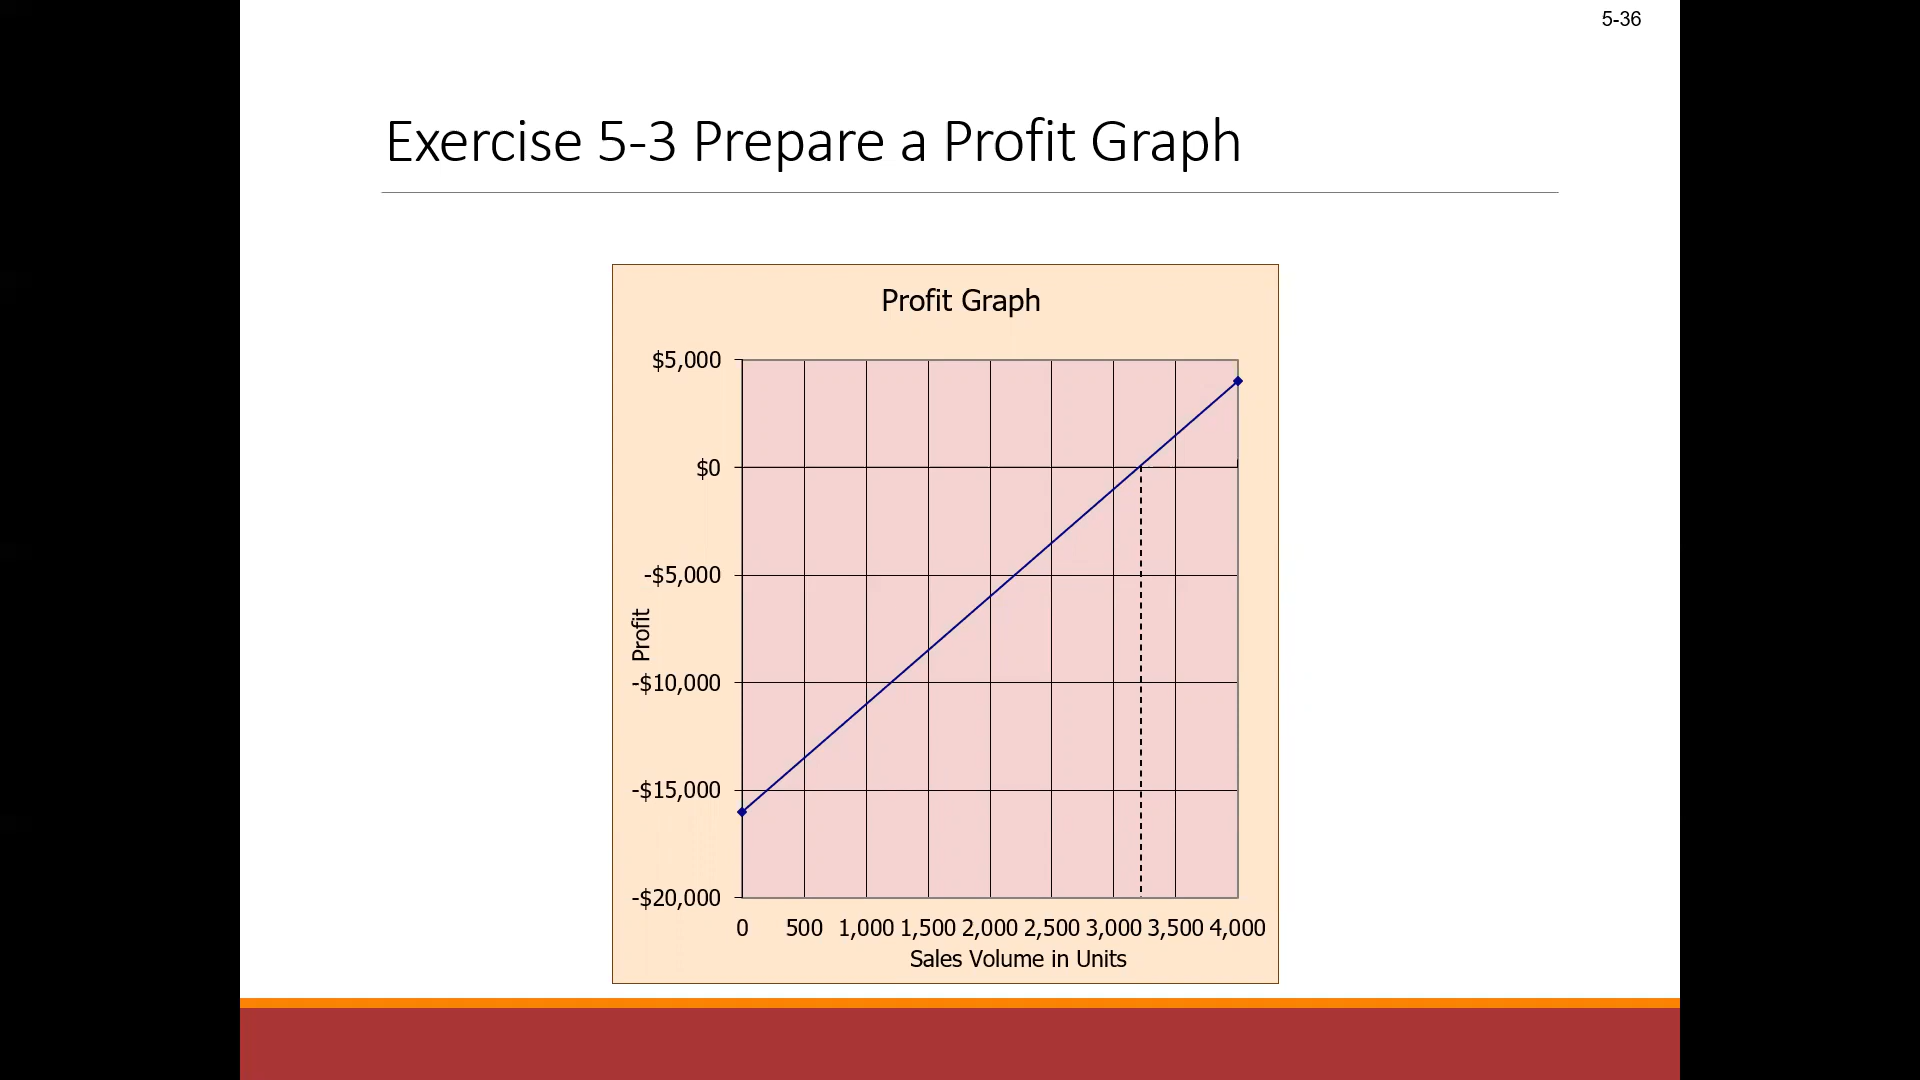 5-36
Exercise 5-3 Prepare a Profit Graph
Profit Graph
$5,000
$0
-$5,000
Profit
-$10,000
-$15,000
-$20,000
0 500 1,000 1,500 2,000 2,500 3,000 3,500 4,000
Sales Volume in Units